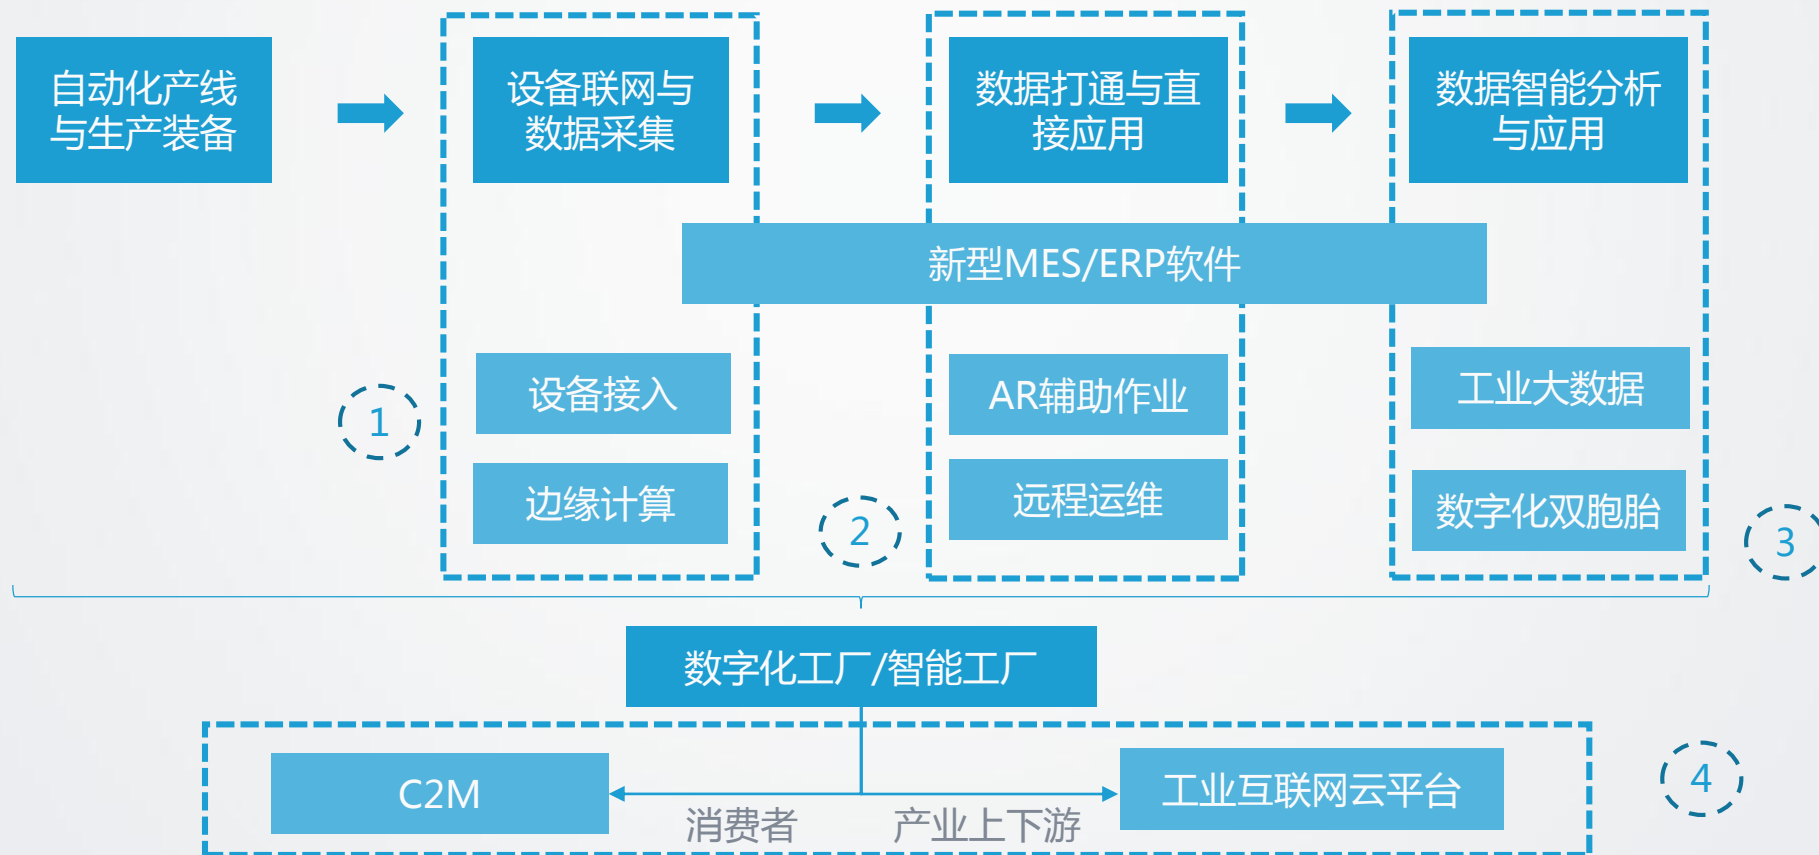 自动化产线
与生产装备
设备联网与
数据采集
数据打通与直
接应用
数据智能分析
与应用
新型MES/ERP软件
设备接入
AR辅助作业
工业大数据
1
边缘计算
远程运维
数字化双胞胎
2
3
数字化工厂/智能工厂
C2M
工业互联网云平台
4
消费者
产业上下游